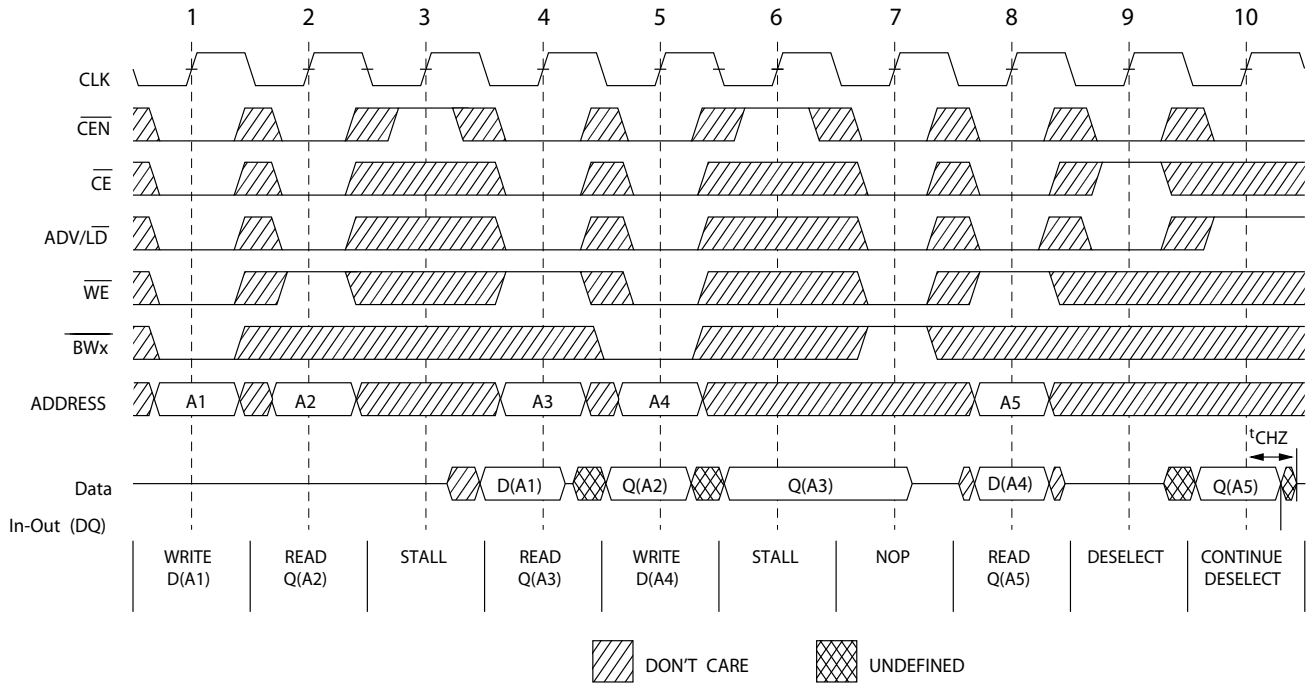 1 2 3 4 5 6 7 8 9 10
CLK
CEN
CE
ADV/LD
WE
BWx
ADDRESS A1 A2 A3 A4 A5
tCHZ
Data D(A1) Q(A2) Q(A3) D(A4) Q(A5)
In-Out (DQ)
WRITE READ STALL READ WRITE STALL NOP READ DESELECT CONTINUE
D(A1) Q(A2) Q(A3) D(A4) Q(A5) DESELECT
DON'T CARE UNDEFINED